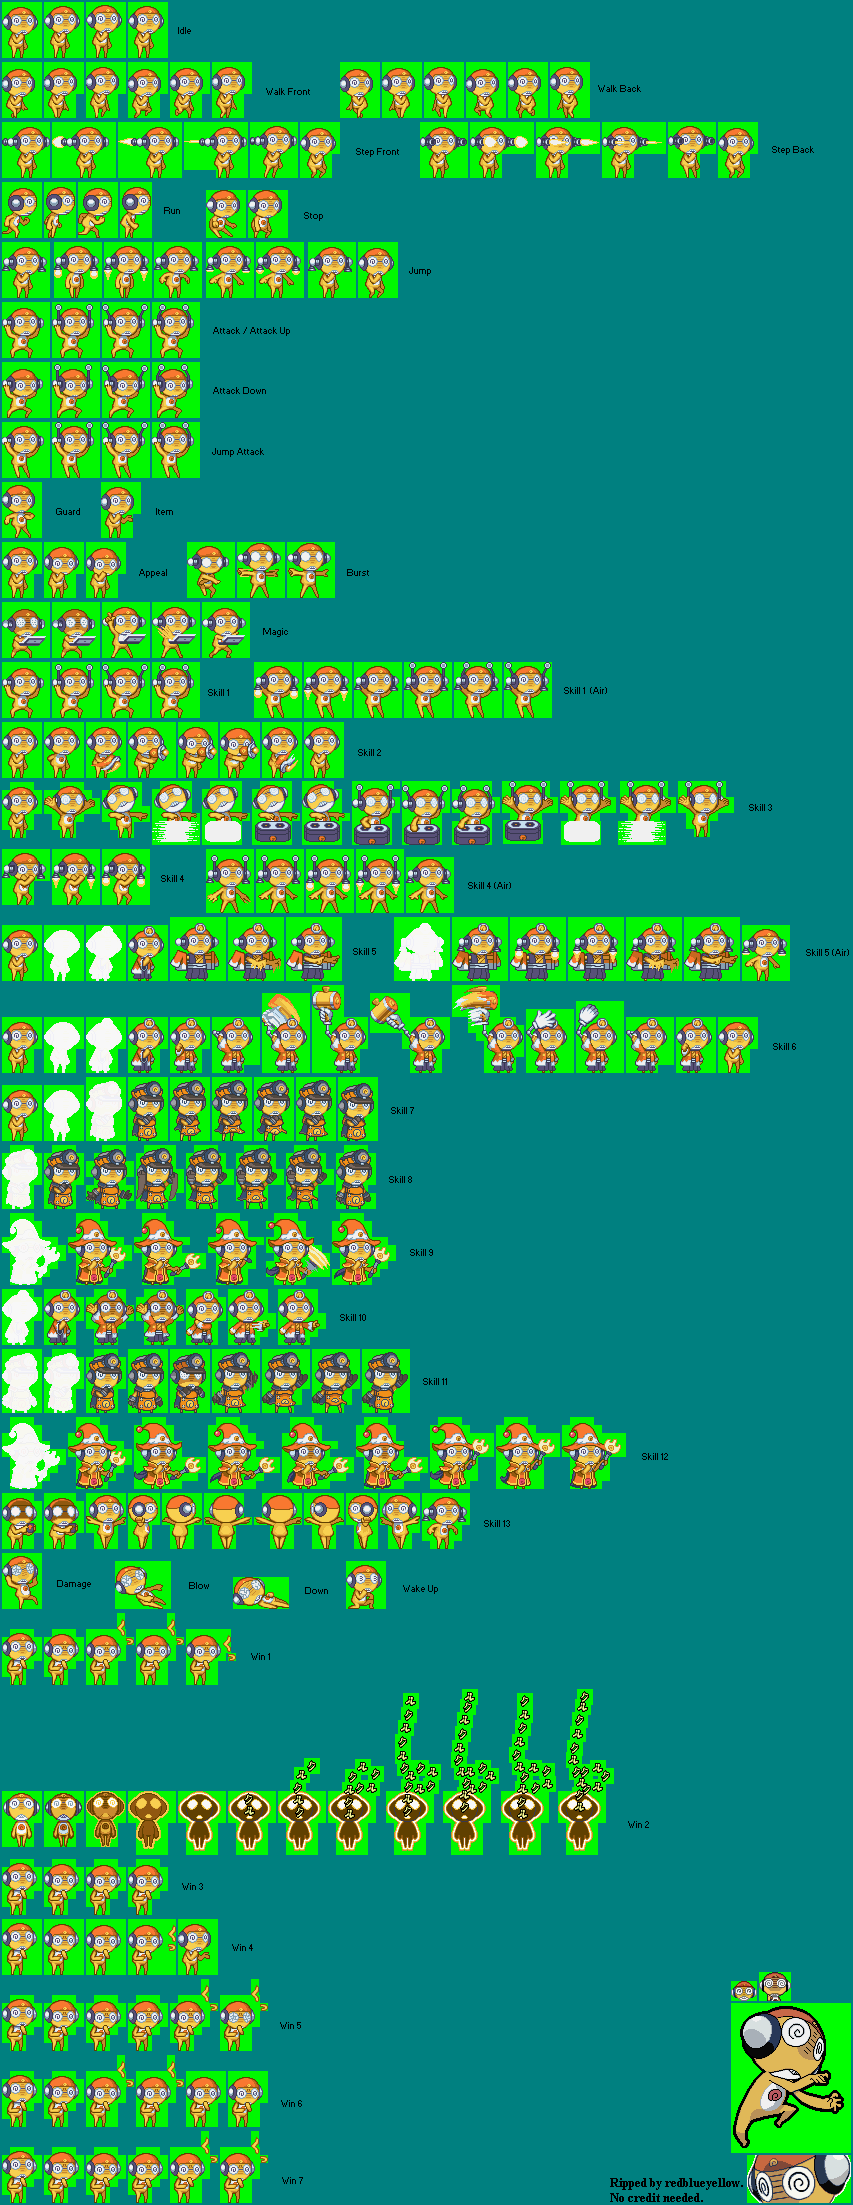 Idle
Walk Front
Walk Back
Step Front
Step Back
Run
Stop
Jump
Attack / Attack Up
Attack Down
Jump Attack
Guard
Item
Appeal
Burst
Magic
Skill 1
Skill 1 (Air)
Skill 2
Skill 3
Skill 4
Skill 4 (Air)
Skill 5
Skill 5 (Air)
Skill 6
Skill 7
Skill 8
Skill 9
Skill 10
Skill 11
Skill 12
Skill 13
Damage
Blow
Down
Wake Up
Win 1
Win 2
Win 3
Win 4
Win 5
Win 6
Win 7
Ripped by redblueyellow.
No credit needed.